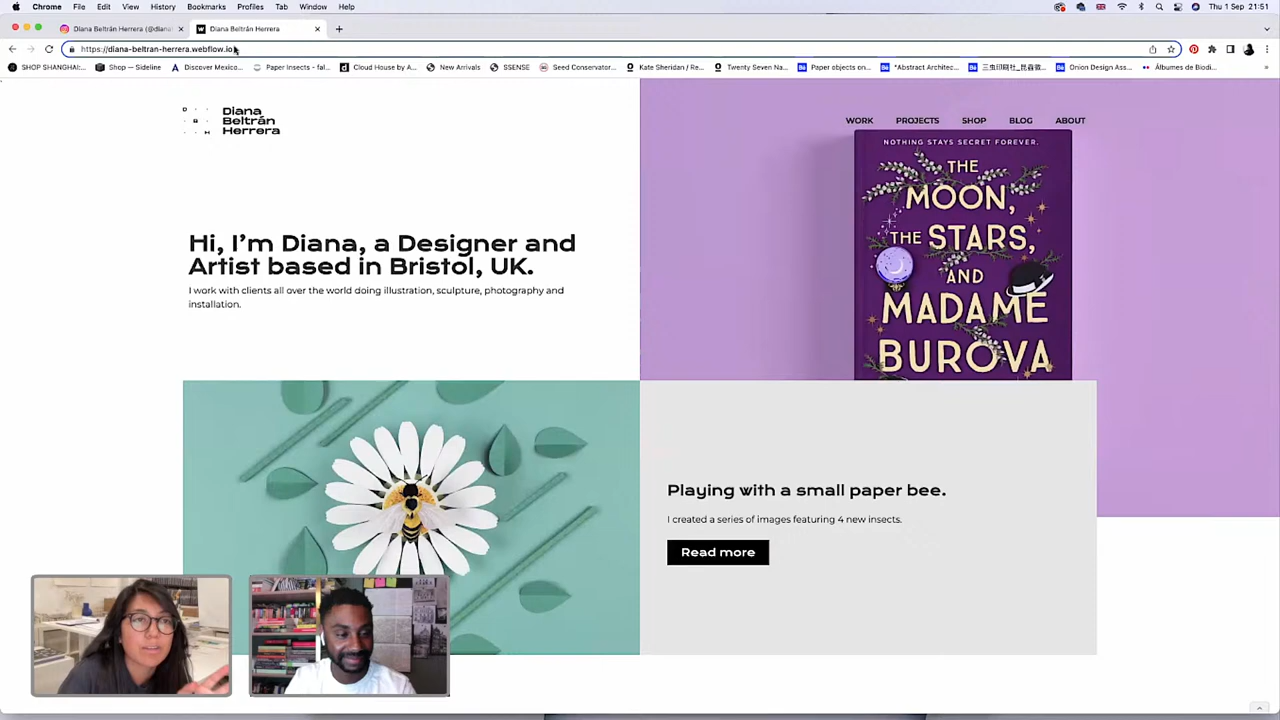 Chrome File Edit View History Bookmarks Profiles Tab Window Help
Thu 1 Sep 21:51
Diana Beltrán Herrera (@diana
Diana Beltrán Herrera
https://diana-beltran-herrera.webflow.io
SHOP SHANGHAI:...
Shop — Sideline
Discover Mexico...
Paper Insects - fal...
Cloud House by A...
New Arrivals
SSENSE
Seed Conservator...
Kate Sheridan / Re...
Twenty Seven Na...
Paper objects on...
*Abstract Architec...
Onion Design Ass...
Álbumes de Biodi...
Diana
Beltrán
Herrera
WORK PROJECTS SHOP BLOG ABOUT
NOTHING STAYS SECRET FOREVER.
THE
MOON,
THE STARS,
AND
MADAME
BUROVA
Hi, I’m Diana, a Designer and
Artist based in Bristol, UK.
I work with clients all over the world doing illustration, sculpture, photography and
installation.
Playing with a small paper bee.
I created a series of images featuring 4 new insects.
Read more